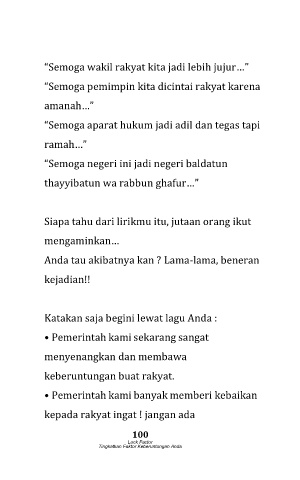 “Semoga wakil rakyat kita jadi lebih jujur…”
“Semoga pemimpin kita dicintai rakyat karena
amanah…”
“Semoga aparat hukum jadi adil dan tegas tapi
ramah…”
“Semoga negeri ini jadi negeri baldatun
thayyibatun wa rabbun ghafur…”
Siapa tahu dari lirikmu itu, jutaan orang ikut
mengaminkan…
Anda tau akibatnya kan ? Lama-lama, beneran
kejadian!!
Katakan saja begini lewat lagu Anda :
• Pemerintah kami sekarang sangat
menyenangkan dan membawa
keberuntungan buat rakyat.
• Pemerintah kami banyak memberi kebaikan
kepada rakyat ingat ! jangan ada
100
Luck Factor
Tingkatkan Faktor Keberuntungan Anda